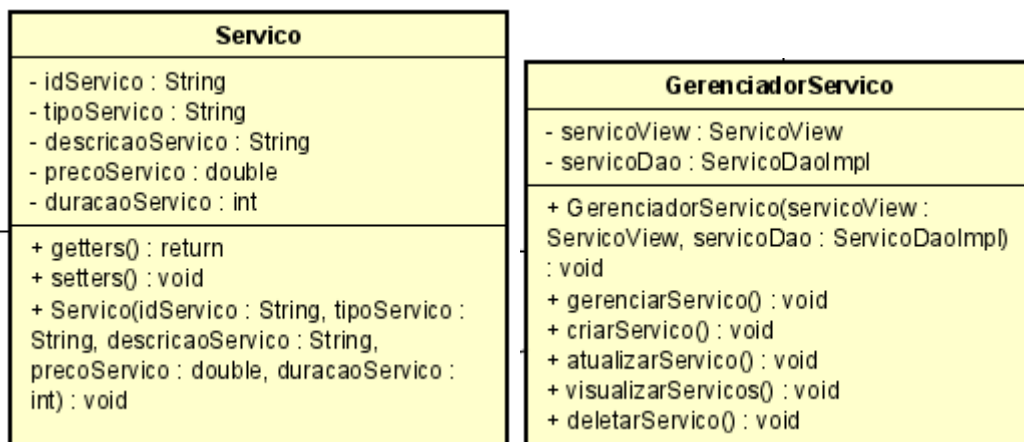 Servico
- idServico : String
- tipoServico : String
- descricaoServico : String
- precoServico : double
- duracaoServico : int
+ getters() : return
+ setters() : void
+ Servico(idServico : String, tipoServico :
String, descricaoServico : String,
precoServico : double, duracaoServico :
int) : void
GerenciadorServico
- servicoView : ServicoView
- servicoDao : ServicoDaoImpl
+ GerenciadorServico(servicoView :
ServicoView, servicoDao : ServicoDaoImpl)
: void
+ gerenciarServico() : void
+ criarServico() : void
+ atualizarServico() : void
+ visualizarServicos() : void
+ deletarServico() : void